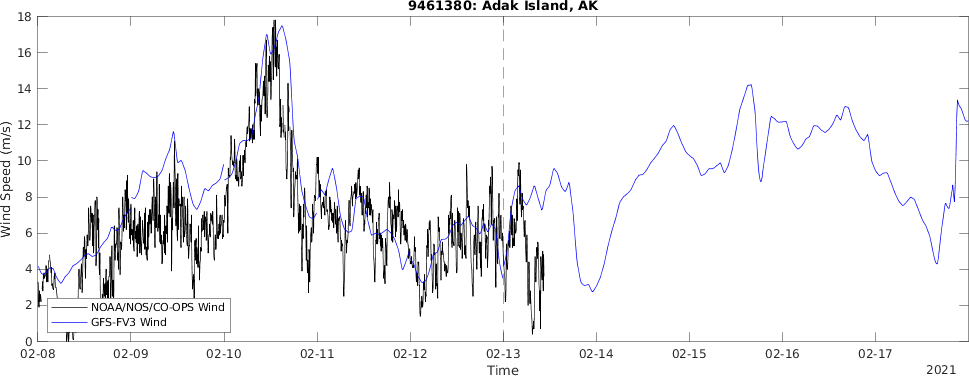 9461380: Adak Island, AK
18
16
14
12
10
8
6
4
2
0
Wind Speed (m/s)
NOAA/NOS/CO-OPS Wind
GFS-FV3 Wind
02-08 02-09 02-10 02-11 02-12 02-13 02-14 02-15 02-16 02-17
Time
2021